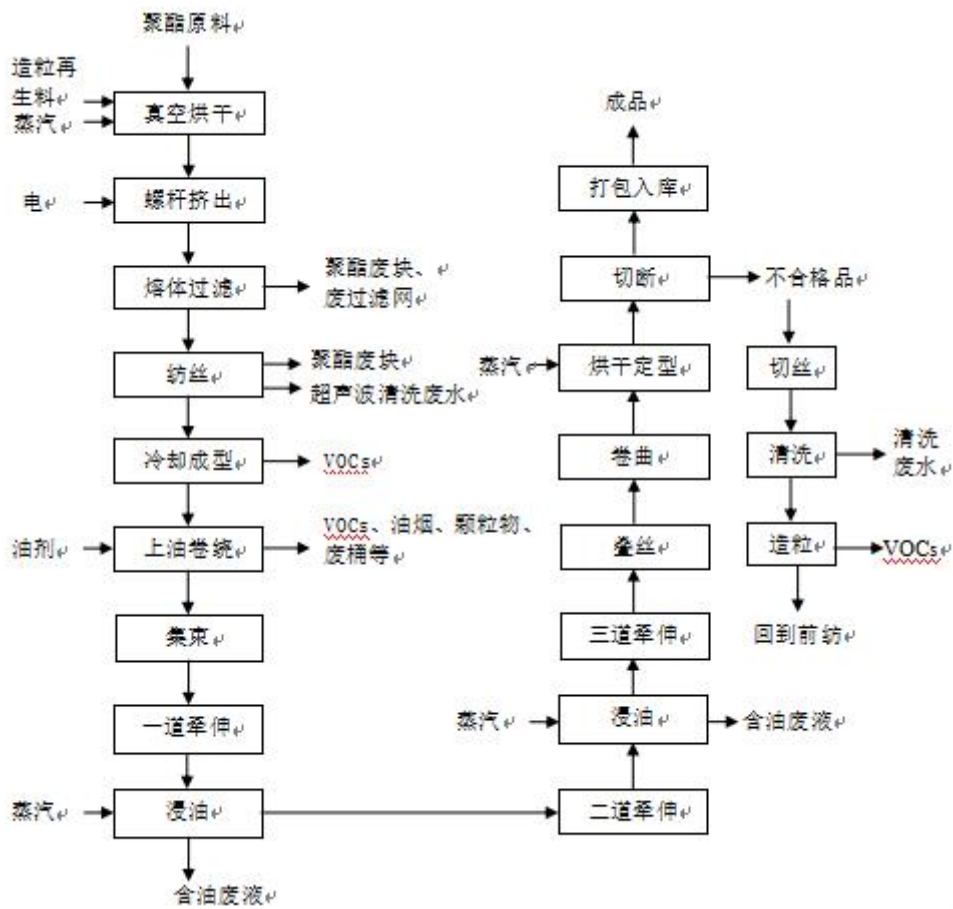 聚酯原料
造粒再
生料
蒸汽
真空烘干
电
螺杆挤出
熔体过滤
聚酯废块、
废过滤网
纺丝
聚酯废块
超声波清洗废水
冷却成型
VOCs
油剂
上油卷绕
VOCs、油烟、颗粒物、
废桶等
集束
一道牵伸
蒸汽
浸油
含油废液
二道牵伸
蒸汽
浸油
含油废液
三道牵伸
叠丝
卷曲
蒸汽
烘干定型
切断
打包入库
成品
不合格品
切丝
清洗
清洗
废水
造粒
VOCs
回到前纺